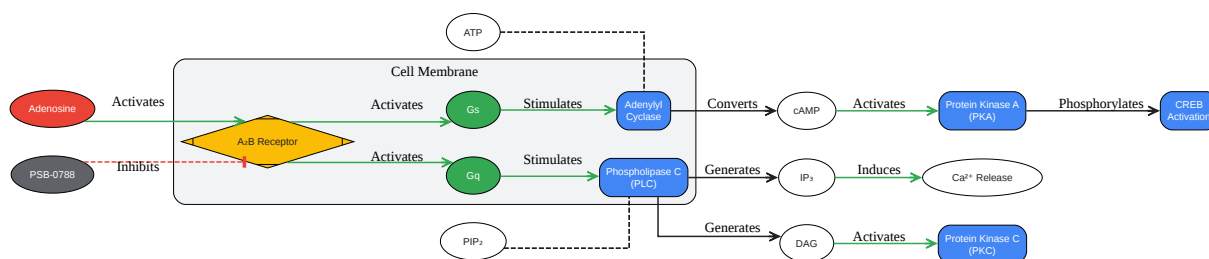 ATP
Cell Membrane
Adenosine
Activates
Activates
Gs
Stimulates
Adenylyl
Cyclase
Converts
cAMP
Activates
Protein Kinase A
(PKA)
Phosphorylates
CREB
Activation
A₂B Receptor
PSB-0788
Inhibits
Activates
Gq
Stimulates
Phospholipase C
(PLC)
Generates
IP₃
Induces
Ca²⁺ Release
PIP₂
Generates
DAG
Activates
Protein Kinase C
(PKC)